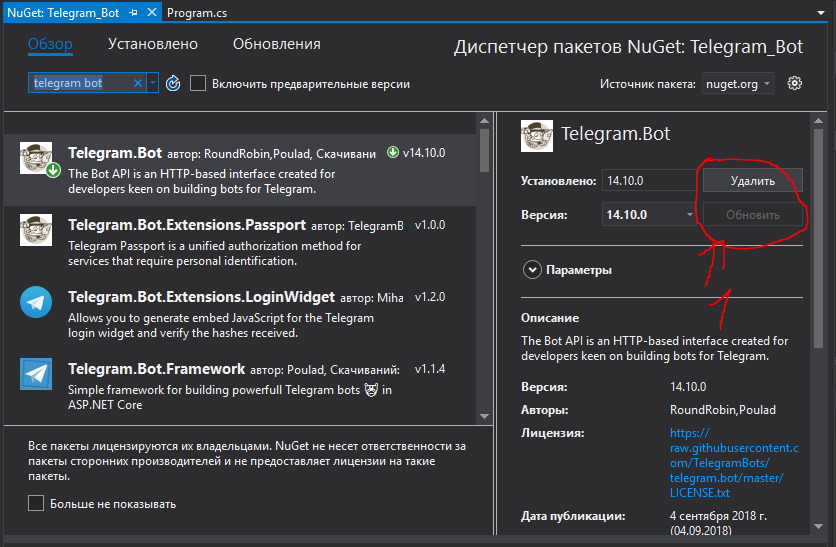 NuGet: Telegram_Bot
Program.cs
Обзор
Установлено
Обновления
Диспетчер пакетов NuGet: Telegram_Bot
telegram bot
Включить предварительные версии
Источник пакета:
nuget.org
Telegram.Bot автор: RoundRobin,Poulad, Скачивани
v14.10.0
The Bot API is an HTTP-based interface created for
developers keen on building bots for Telegram.
Telegram.Bot.Extensions.Passport автор: TelegramB
v1.0.0
Telegram Passport is a unified authorization method for
services that require personal identification.
Telegram.Bot.Extensions.LoginWidget автор: Miha
v1.2.0
Allows you to generate embed JavaScript for the Telegram
login widget and verify the hashes received.
Telegram.Bot.Framework автор: Poulad, Скачиваний:
v1.1.4
Simple framework for building powerfull Telegram bots 🤖 in
ASP.NET Core
Все пакеты лицензируются их владельцами. NuGet не несет ответственности за
пакеты сторонних производителей и не предоставляет лицензии на такие
пакеты.
Больше не показывать
Telegram.Bot
Установлено:
14.10.0
Удалить
Версия:
14.10.0
Обновить
Параметры
Описание
The Bot API is an HTTP-based interface created for
developers keen on building bots for Telegram.
Версия:
14.10.0
Авторы:
RoundRobin,Poulad
Лицензия:
https://
raw.githubusercontent.c
om/TelegramBots/
telegram.bot/master/
LICENSE.txt
Дата публикации:
4 сентября 2018 г.
(04.09.2018)